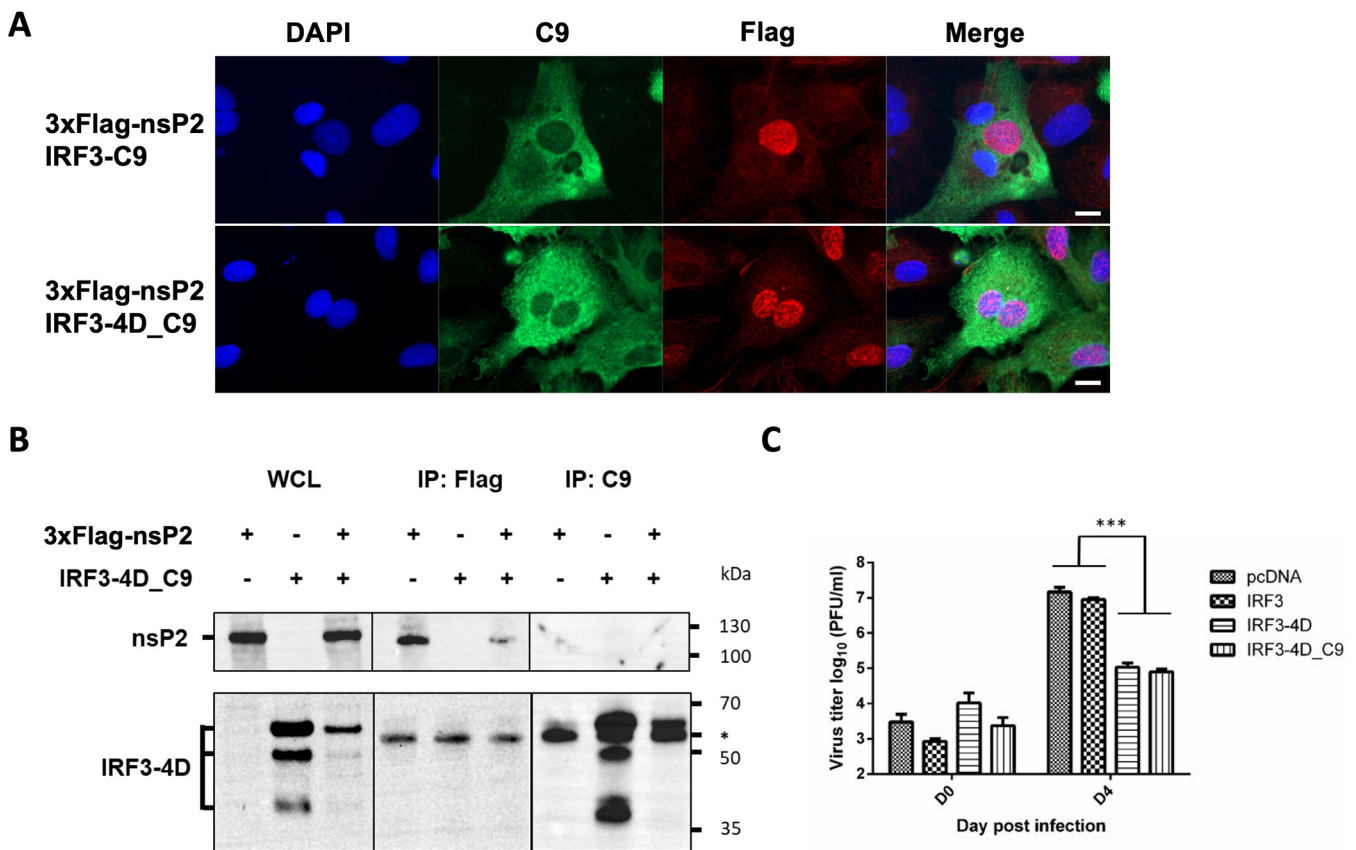 A
DAPI C9 Flag Merge
3xFlag-nsP2
IRF3-C9
3xFlag-nsP2
IRF3-4D_C9
B
WCL IP: Flag IP: C9
3xFlag-nsP2 + - + + - + + - +
IRF3-4D_C9 - + + - + + - + + kDa
nsP2 130
100
70
*
50
IRF3-4D
35
C
***
8
7
6
5
4
3
2
Virus titer log10 (PFU/ml)
D0 D4
Day post infection
pcDNA
IRF3
IRF3-4D
IRF3-4D_C9